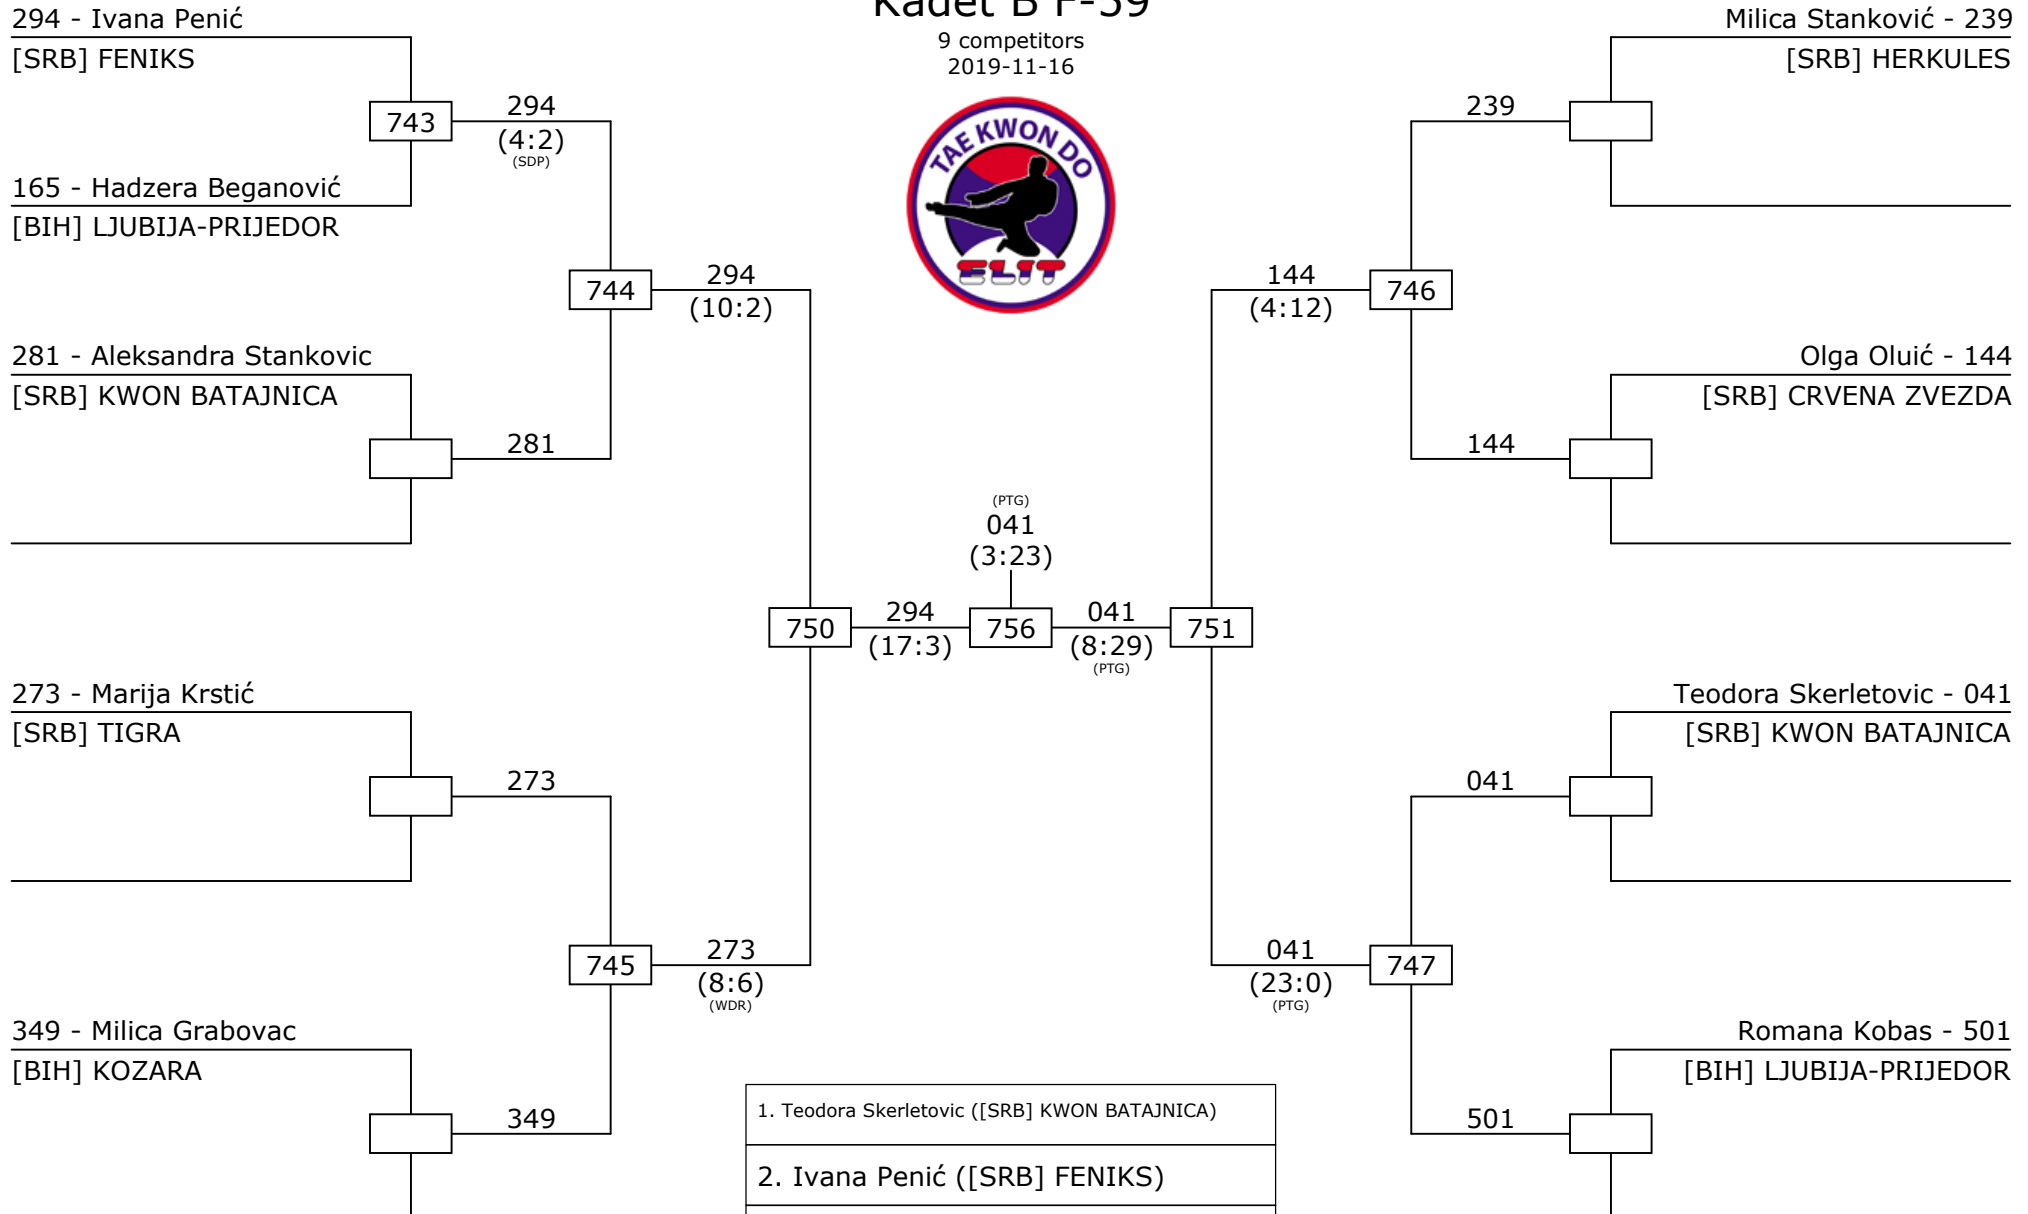 Kadet B F-59
9 competitors
2019-11-16
TAE KWON DO
ELIT
294 - Ivana Penić
[SRB] FENIKS
743
294
(4:2)
(SDP)
165 - Hadzera Beganović
[BIH] LJUBIJA-PRIJEDOR
744
294
(10:2)
281 - Aleksandra Stankovic
[SRB] KWON BATAJNICA
281
273 - Marija Krstić
[SRB] TIGRA
273
745
273
(8:6)
(WDR)
349 - Milica Grabovac
[BIH] KOZARA
349
750
294
(17:3)
(PTG)
041
(3:23)
756
041
(8:29)
(PTG)
751
Milica Stanković - 239
[SRB] HERKULES
239
144
(4:12)
746
Olga Oluić - 144
[SRB] CRVENA ZVEZDA
144
Teodora Skerletovic - 041
[SRB] KWON BATAJNICA
041
041
(23:0)
(PTG)
747
Romana Kobas - 501
[BIH] LJUBIJA-PRIJEDOR
501
1. Teodora Skerletovic ([SRB] KWON BATAJNICA)
2. Ivana Penić ([SRB] FENIKS)